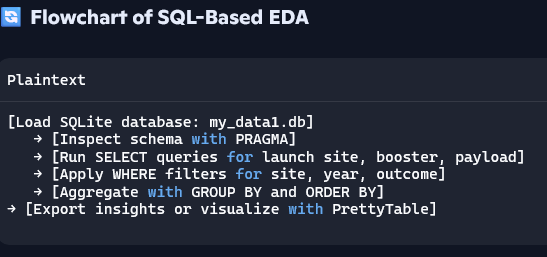 🔄 Flowchart of SQL-Based EDA
Plaintext
[Load SQLite database: my_data1.db]
    → [Inspect schema with PRAGMA]
    → [Run SELECT queries for launch site, booster, payload]
    → [Apply WHERE filters for site, year, outcome]
    → [Aggregate with GROUP BY and ORDER BY]
→ [Export insights or visualize with PrettyTable]